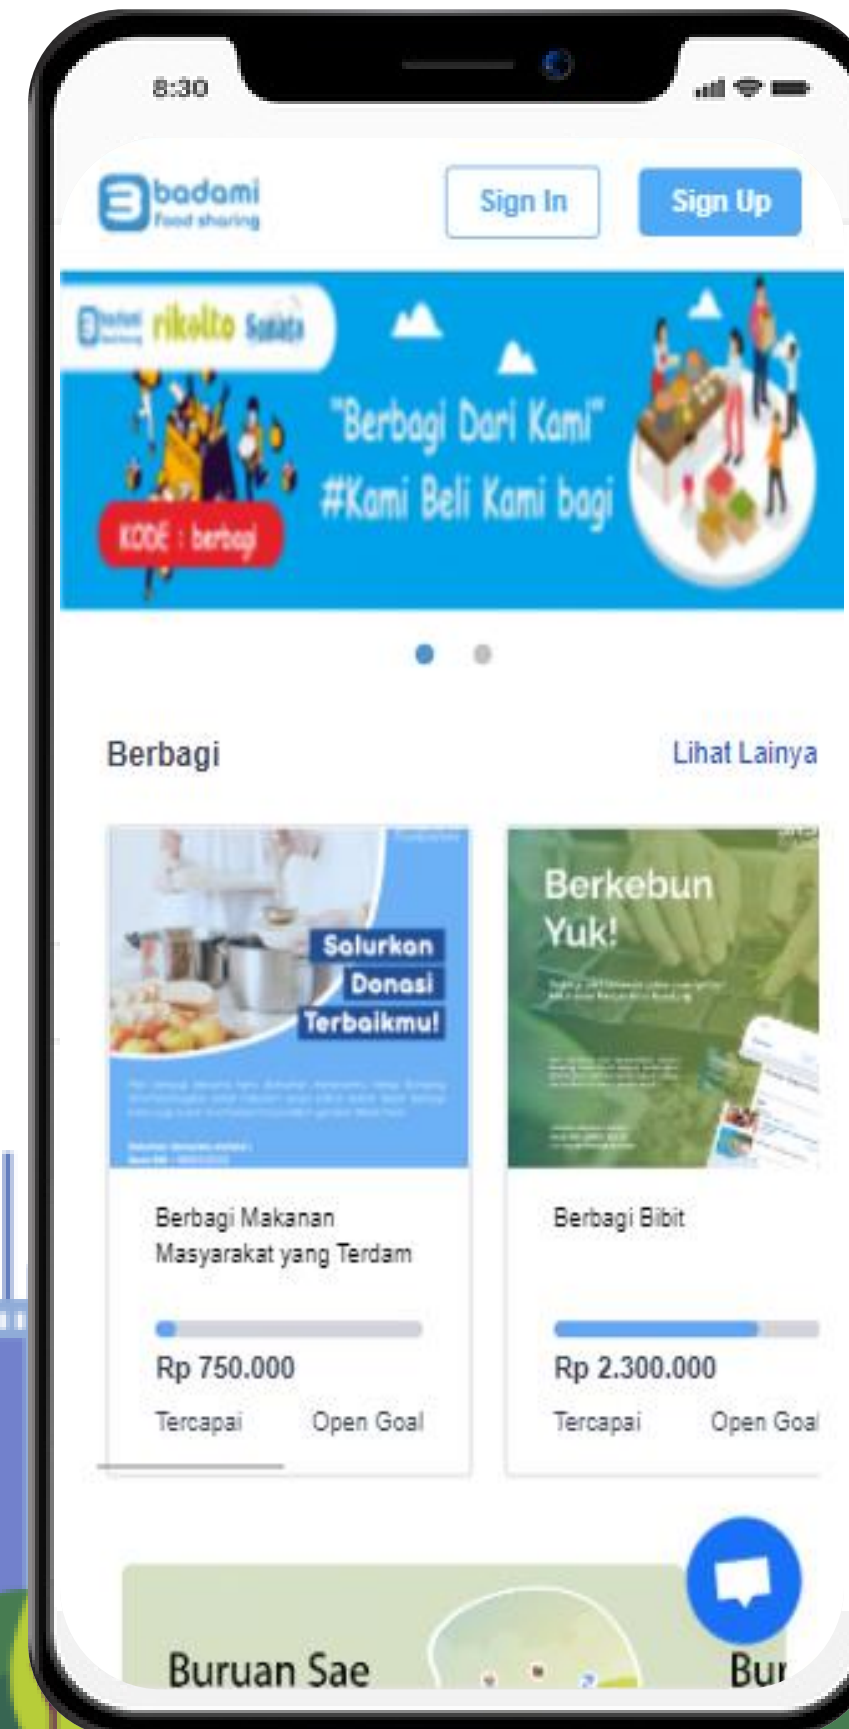 8:30
badami
Food sharing
Sign In
Sign Up
badami
rikolto
"Berbagi Dari Kami"
#Kami Beli Kami bagi
KODE : berbagi
Berbagi
Lihat Lainya
Salurkan
Donasi
Terbaikmu!
Berkebun
Yuk!
Berbagi Makanan
Masyarakat yang Terdam
Rp 750.000
Tercapai
Open Goal
Berbagi Bibit
Rp 2.300.000
Tercapai
Open Goal
Buruan Sae
Bur